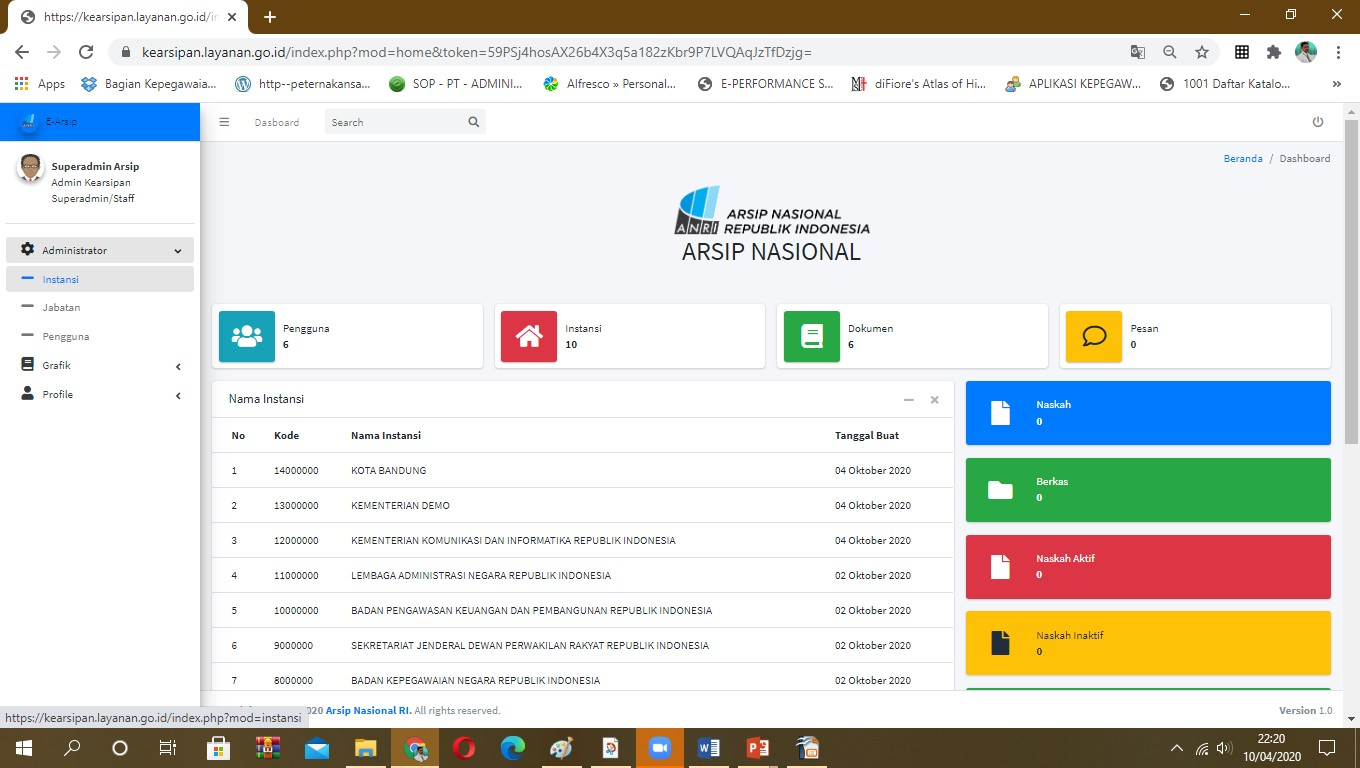 https://kearsipan.layanan.go.id/in
kearsipan.layanan.go.id/index.php?mod=home&token=59PSj4hosAX26b4X3q5a182zKbr9P7LVQAqJzTfDzjg=
Apps
Bagian Kepegawaia...
http--peternakansa...
SOP - PT - ADMINI...
Alfresco » Personal...
E-PERFORMANCE S...
diFiore's Atlas of Hi...
APLIKASI KEPEGAW...
1001 Daftar Katalo...
»
E-Arsip
Dasboard
Search
Superadmin Arsip
Admin Kearsipan
Superadmin/Staff
Beranda / Dashboard
Administrator
Instansi
Jabatan
Pengguna
Grafik
Profile
ANRI
ARSIP NASIONAL
REPUBLIK INDONESIA
ARSIP NASIONAL
Pengguna
6
Instansi
10
Dokumen
6
Pesan
0
Nama Instansi
No Kode Nama Instansi Tanggal Buat
1 14000000 KOTA BANDUNG 04 Oktober 2020
2 13000000 KEMENTERIAN DEMO 04 Oktober 2020
3 12000000 KEMENTERIAN KOMUNIKASI DAN INFORMATIKA REPUBLIK INDONESIA 04 Oktober 2020
4 11000000 LEMBAGA ADMINISTRASI NEGARA REPUBLIK INDONESIA 02 Oktober 2020
5 10000000 BADAN PENGAWASAN KEUANGAN DAN PEMBANGUNAN REPUBLIK INDONESIA 02 Oktober 2020
6 9000000 SEKRETARIAT JENDERAL DEWAN PERWAKILAN RAKYAT REPUBLIK INDONESIA 02 Oktober 2020
7 8000000 BADAN KEPEGAWAIAN NEGARA REPUBLIK INDONESIA 02 Oktober 2020
Naskah
0
Berkas
0
Naskah Aktif
0
Naskah Inaktif
0
020 Arsip Nasional RI. All rights reserved.
Version 1.0
https://kearsipan.layanan.go.id/index.php?mod=instansi
22:20
10/04/2020